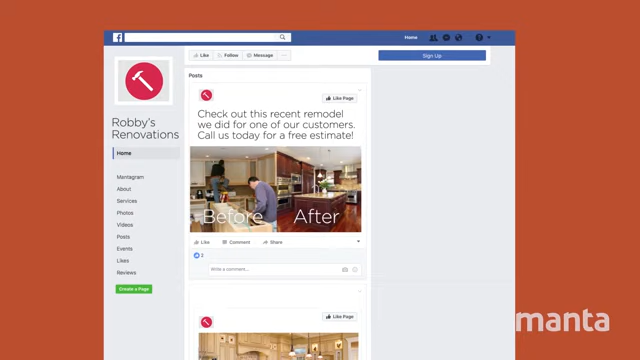 f
Home
?
Like
Follow
Message
Sign Up
Posts
Robby's
Renovations
Home
Mantagram
About
Services
Photos
Videos
Posts
Events
Likes
Reviews
Create a Page
Like Page
Check out this recent remodel
we did for one of our customers.
Call us today for a free estimate!
Before
After
Like
Comment
Share
2
Write a comment...
Like Page
manta